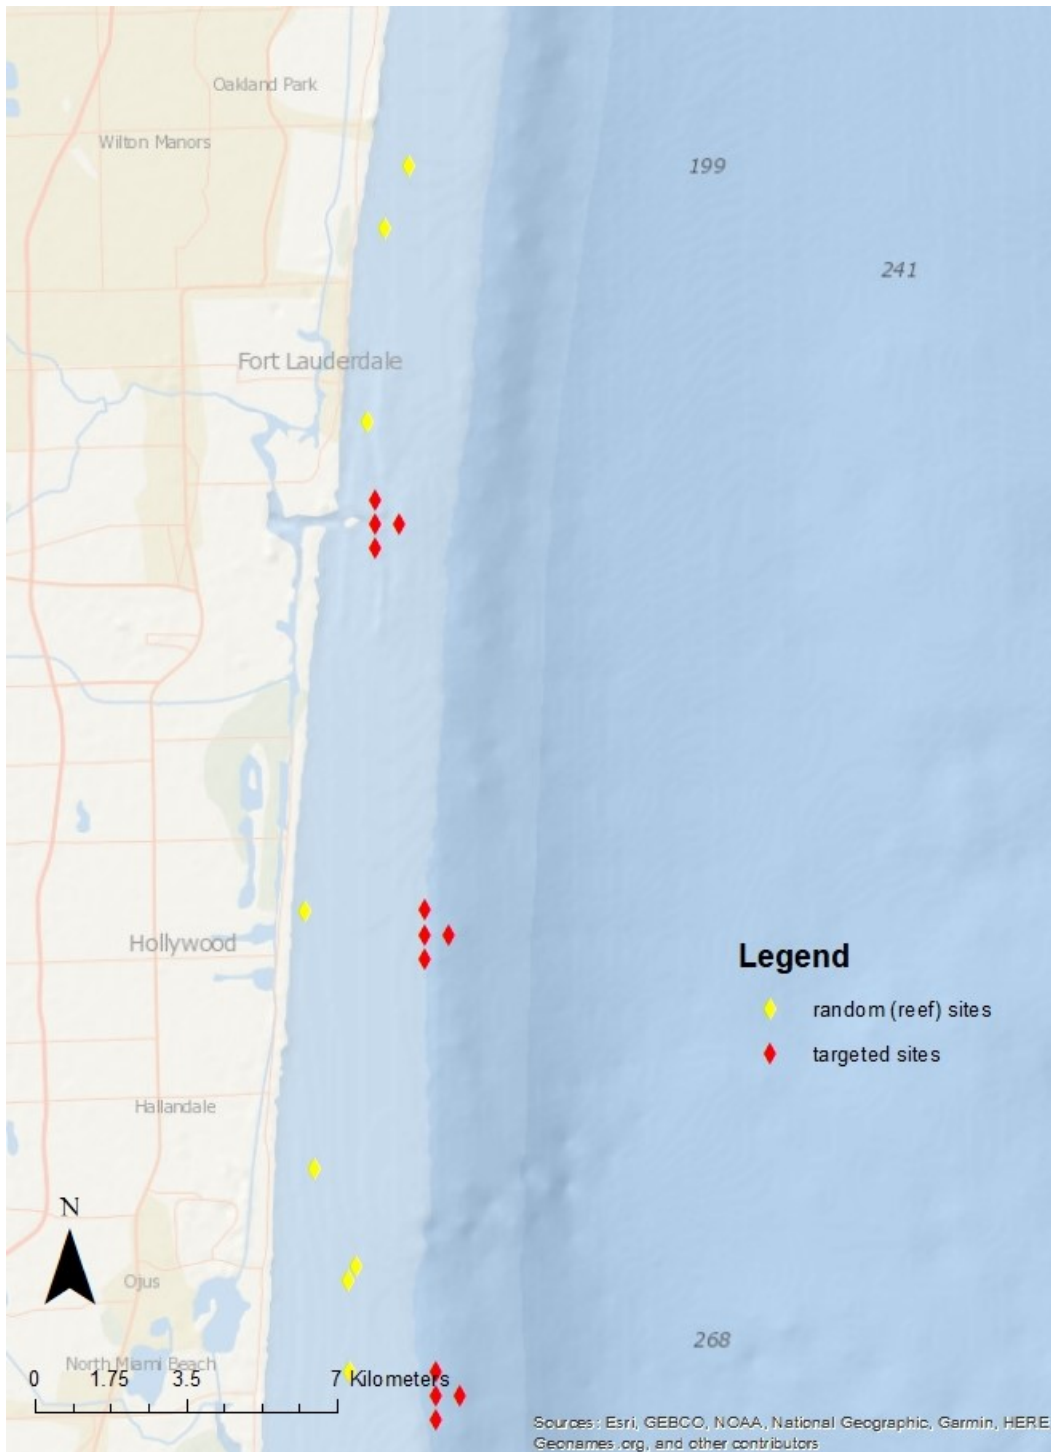 Oakland Park
Wilton Manors
199
241
Fort Lauderdale
Hollywood
Legend
random (reef) sites
targeted sites
Hallandale
N
Ojus
268
North Miami Beach
0 1.75 3.5 7 Kilometers
Sources: Esri, GEBCO, NOAA, National Geographic, Garmin, HERE,
Geonames.org, and other contributors